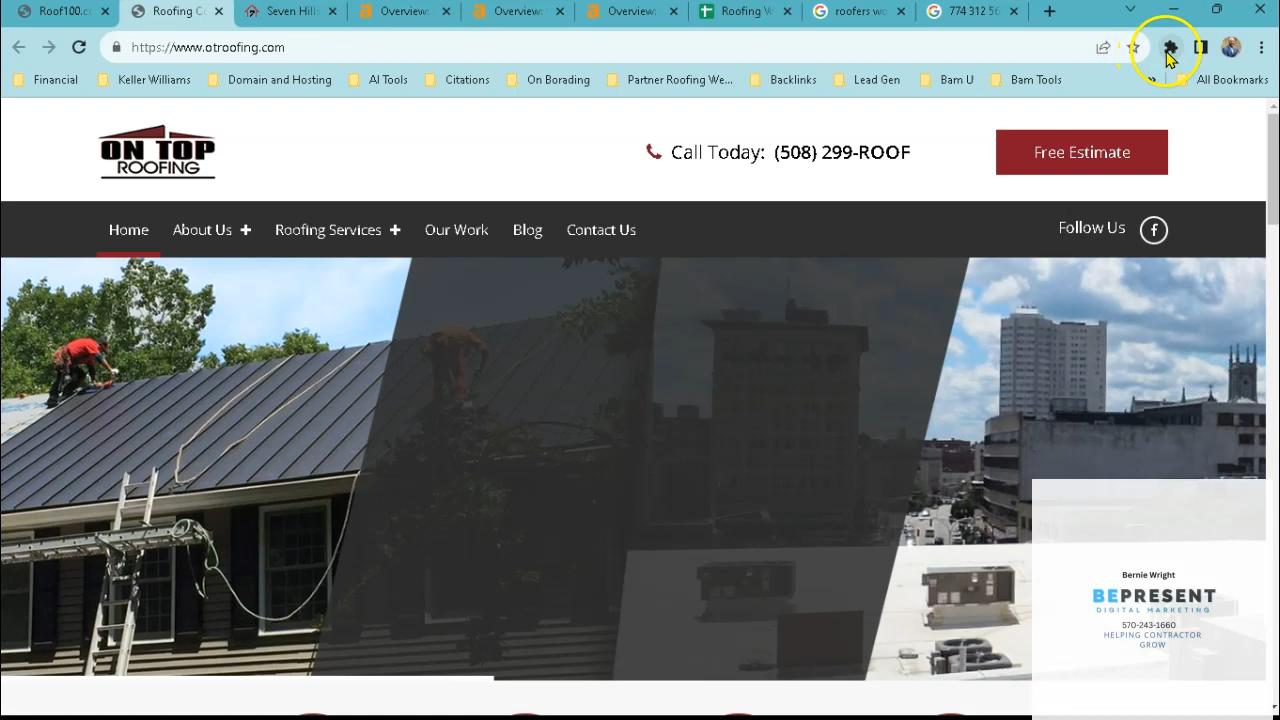 Roof100.c
Roofing C
Seven Hill
Overview:
Overview:
Overview:
Roofing W
roofers wo
774 312 56
https://www.otroofing.com
Financial
Keller Williams
Domain and Hosting
AI Tools
Citations
On Borading
Partner Roofing We...
Backlinks
Lead Gen
Bam U
Bam Tools
»
All Bookmarks
ON TOP
ROOFING
Call Today: (508) 299-ROOF
Free Estimate
Home
About Us +
Roofing Services +
Our Work
Blog
Contact Us
Follow Us
f
Bernie Wright
BEPRESENT
DIGITAL MARKETING
570-243-1660
HELPING CONTRACTOR
GROW